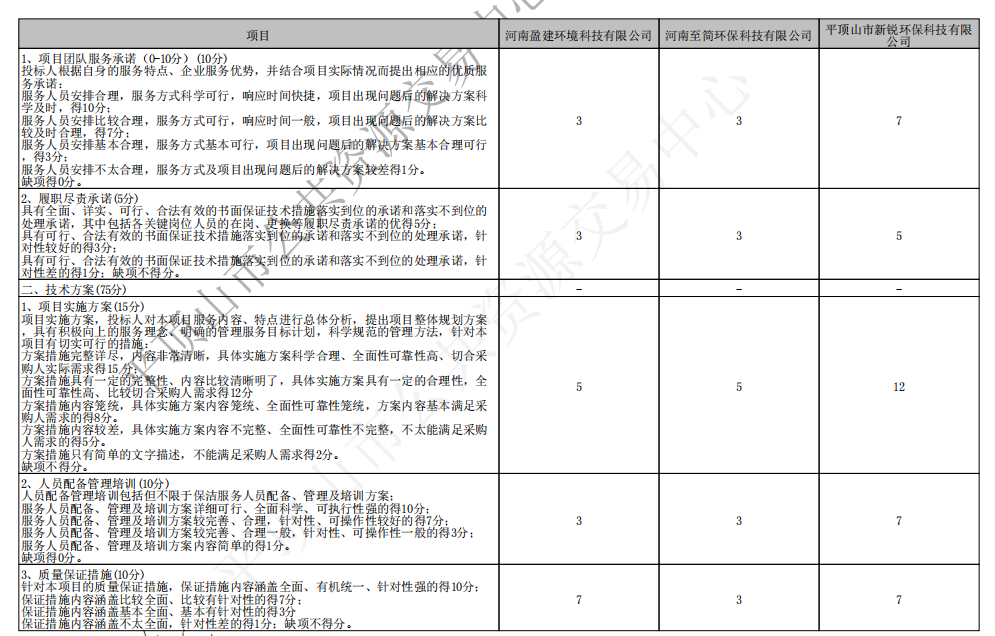 项目 河南盈建环境科技有限公司 河南至简环保科技有限公司 平顶山市新锐环保科技有限
公司
1、项目团队服务承诺（0-10分）(10分)
投标人根据自身的服务特点、企业服务优势，并结合项目实际情况而提出相应的优质服
务承诺：
服务人员安排合理，服务方式科学可行，响应时间快捷，项目出现问题后的解决方案科
学及时，得10分；
服务人员安排比较合理，服务方式可行，响应时间一般，项目出现问题后的解决方案比
较及时合理，得7分；
服务人员安排基本合理，服务方式基本可行，项目出现问题后的解决方案基本合理可行
，得3分；
服务人员安排不太合理，服务方式及项目出现问题后的解决方案较差得1分。
缺项得0分。
3 3 7
2、履职尽责承诺(5分)
具有全面、详实、可行、合法有效的书面保证技术措施落实到位的承诺和落实不到位的
处理承诺，其中包括各关键岗位人员的在岗、更换等履职尽责承诺的优得5分；
具有可行、合法有效的书面保证技术措施落实到位的承诺和落实不到位的处理承诺，针
对性较好的得3分；
具有可行、合法有效的书面保证技术措施落实到位的承诺和落实不到位的处理承诺，针
对性差的得1分；缺项不得分。
3 3 5
二、技术方案(75分) - - -
1、项目实施方案(15分)
项目实施方案，投标人对本项目服务内容、特点进行总体分析，提出项目整体规划方案
，具有积极向上的服务理念、明确的管理服务目标计划，科学规范的管理方法，针对本
项目有切实可行的措施：
方案措施完整详尽，内容非常清晰，具体实施方案科学合理、全面性可靠性高、切合采
购人实际需求得15分；
方案措施具有一定的完整性、内容比较清晰明了，具体实施方案具有一定的合理性，全
面性可靠性高、比较切合采购人需求得12分
方案措施内容笼统，具体实施方案内容笼统、全面性可靠性笼统，方案内容基本满足采
购人需求的得8分。
方案措施内容较差，具体实施方案内容不完整、全面性可靠性不完整，不太能满足采购
人需求的得5分。
方案措施只有简单的文字描述，不能满足采购人需求得2分。
缺项不得分。
5 5 12
2、人员配备管理培训(10分)
人员配备管理培训包括但不限于保洁服务人员配备、管理及培训方案；
服务人员配备、管理及培训方案详细可行、全面科学、可执行性强的得10分；
服务人员配备、管理及培训方案较完善、合理，针对性、可操作性较好的得7分；
服务人员配备、管理及培训方案较完善、合理一般，针对性、可操作性一般的得3分；
服务人员配备、管理及培训方案内容简单的得1分。
缺项得0分。
3 3 7
3、质量保证措施(10分)
针对本项目的质量保证措施，保证措施内容涵盖全面、有机统一、针对性强的得10分；
保证措施内容涵盖比较全面、比较有针对性的得7分；
保证措施内容涵盖基本全面、基本有针对性的得3分
保证措施内容涵盖不太全面，针对性差的得1分；缺项不得分。
7 3 7
平顶山市公共资源交易中心
平顶山市公共资源交易中心